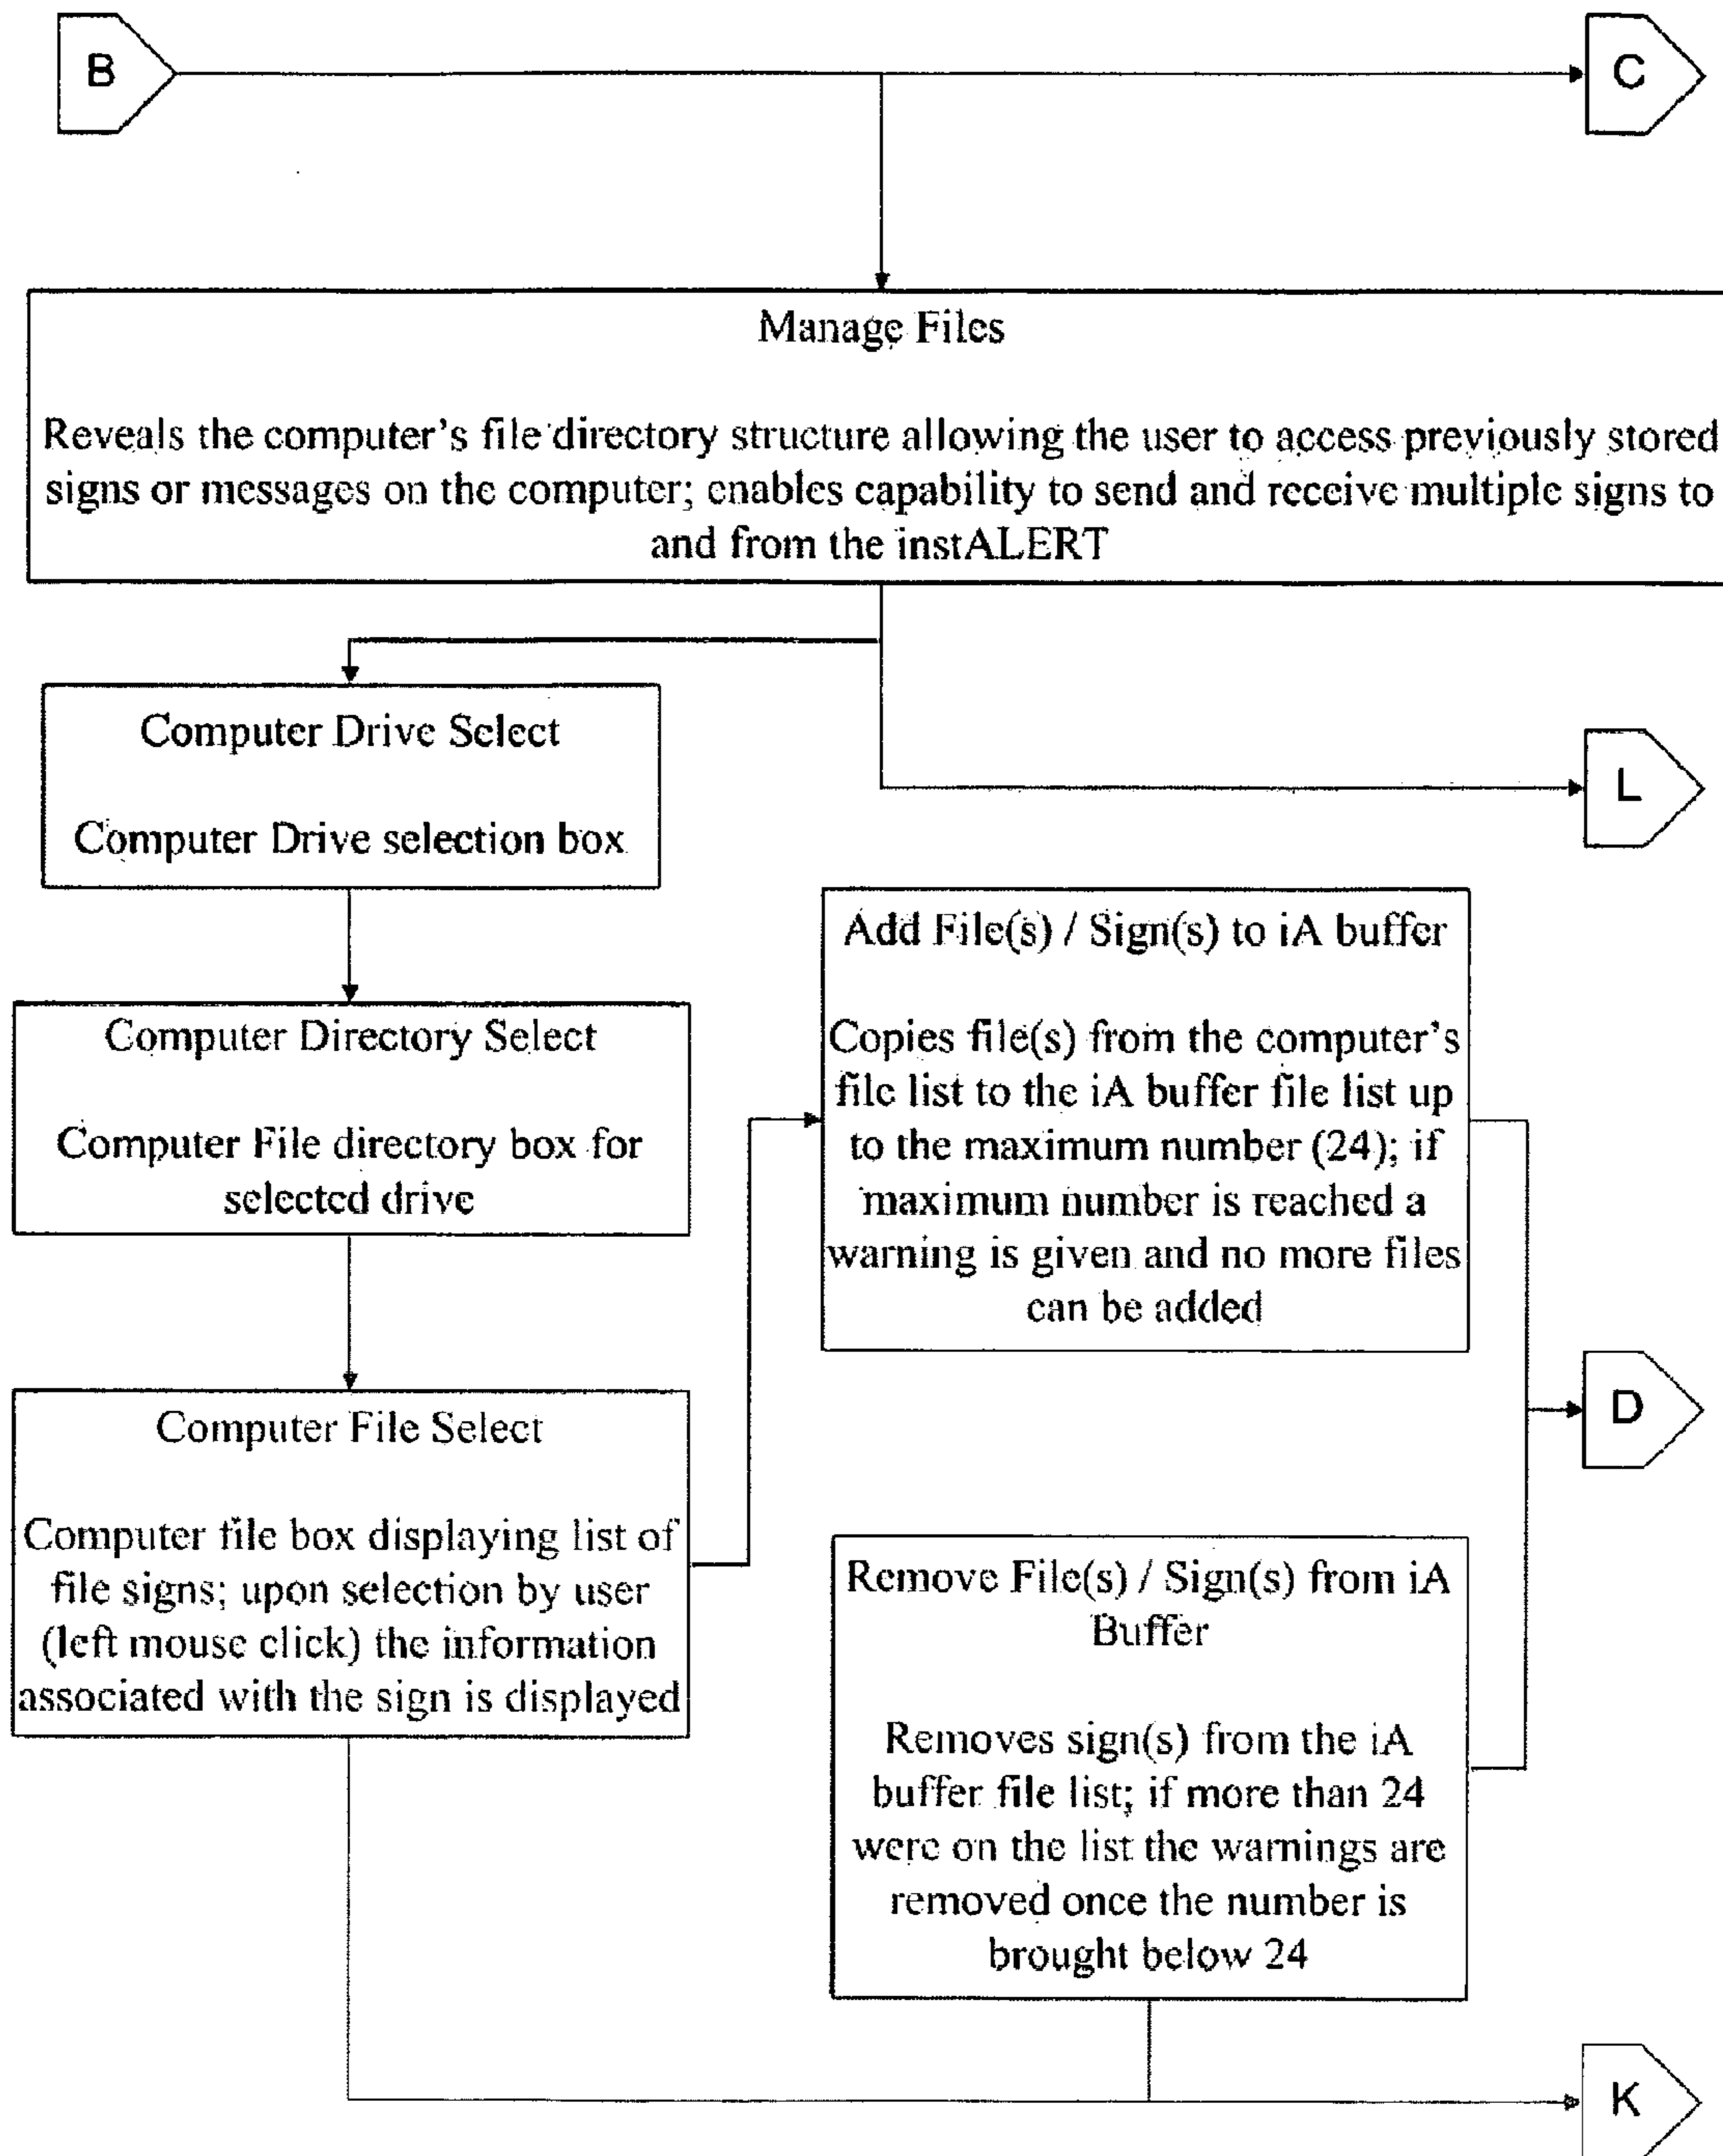 B
C
Manage Files
Reveals the computer's file directory structure allowing the user to access previously stored
signs or messages on the computer; enables capability to send and receive multiple signs to
and from the instALERT
Computer Drive Select
Computer Drive selection box
L
Computer Directory Select
Computer File directory box for
selected drive
Computer File Select
Computer file box displaying list of
file signs; upon selection by user
(left mouse click) the information
associated with the sign is displayed
Add File(s) / Sign(s) to iA buffer
Copies file(s) from the computer's
file list to the iA buffer file list up
to the maximum number (24); if
maximum number is reached a
warning is given and no more files
can be added
D
Remove File(s) / Sign(s) from iA
Buffer
Removes sign(s) from the iA
buffer file list; if more than 24
were on the list the warnings are
removed once the number is
brought below 24
K